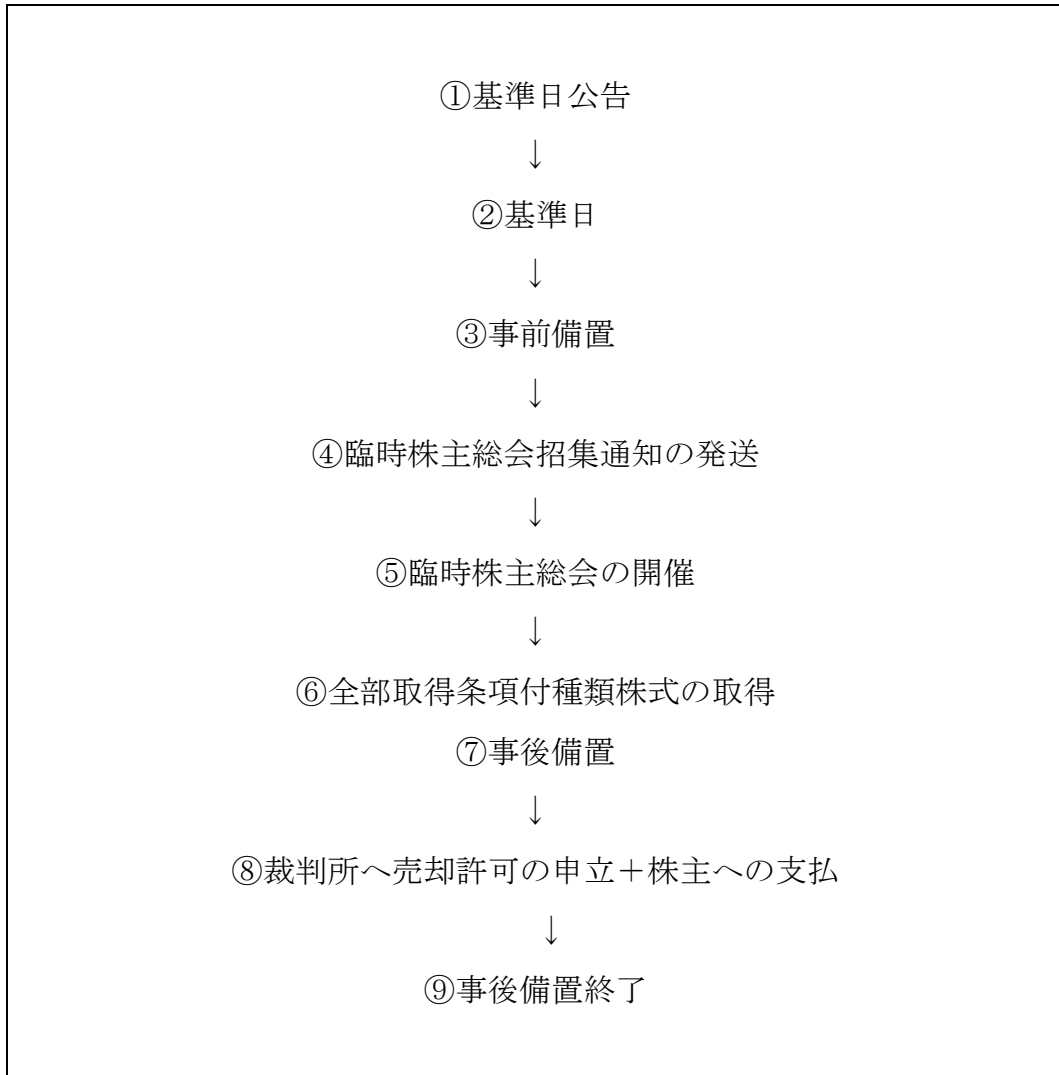 ①基準日公告
↓
②基準日
↓
③事前備置
↓
④臨時株主総会招集通知の発送
↓
⑤臨時株主総会の開催
↓
⑥全部取得条項付種類株式の取得
⑦事後備置
↓
⑧裁判所へ売却許可の申立＋株主への支払
↓
⑨事後備置終了